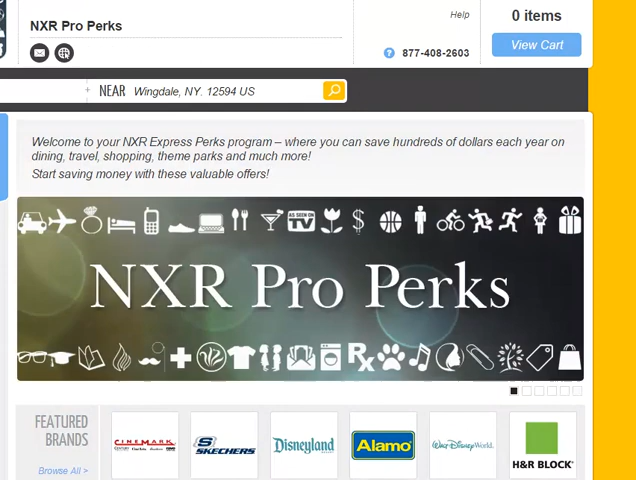 NXR Pro Perks
Help
877-408-2603
0 items
View Cart
NEAR Wingdale, NY. 12594 US
Welcome to your NXR Express Perks program – where you can save hundreds of dollars each year on
dining, travel, shopping, theme parks and much more!
Start saving money with these valuable offers!
AS SEEN ON
TV
$
NXR Pro Perks
Rx
FEATURED
BRANDS
Browse All >
CINEMARK
SKECHERS
Disneyland
Alamo
Walt Disney World.
H&R BLOCK